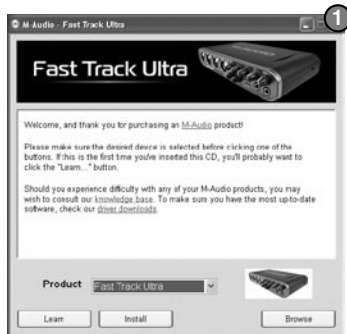 M-Audio - Fast Track Ultra
1
Fast Track Ultra
Welcome, and thank you for purchasing an M-Audio product!
Please make sure the desired device is selected before clicking one of the
buttons. If this is the first time you've inserted this CD, you'll probably want to
click the "Learn..." button.
Should you experience difficulty with any of your M-Audio products, you may
wish to consult our knowledge base. To make sure you have the most up-to-date
software, check our driver downloads.
Product Fast Track Ultra
Learn Install Browse